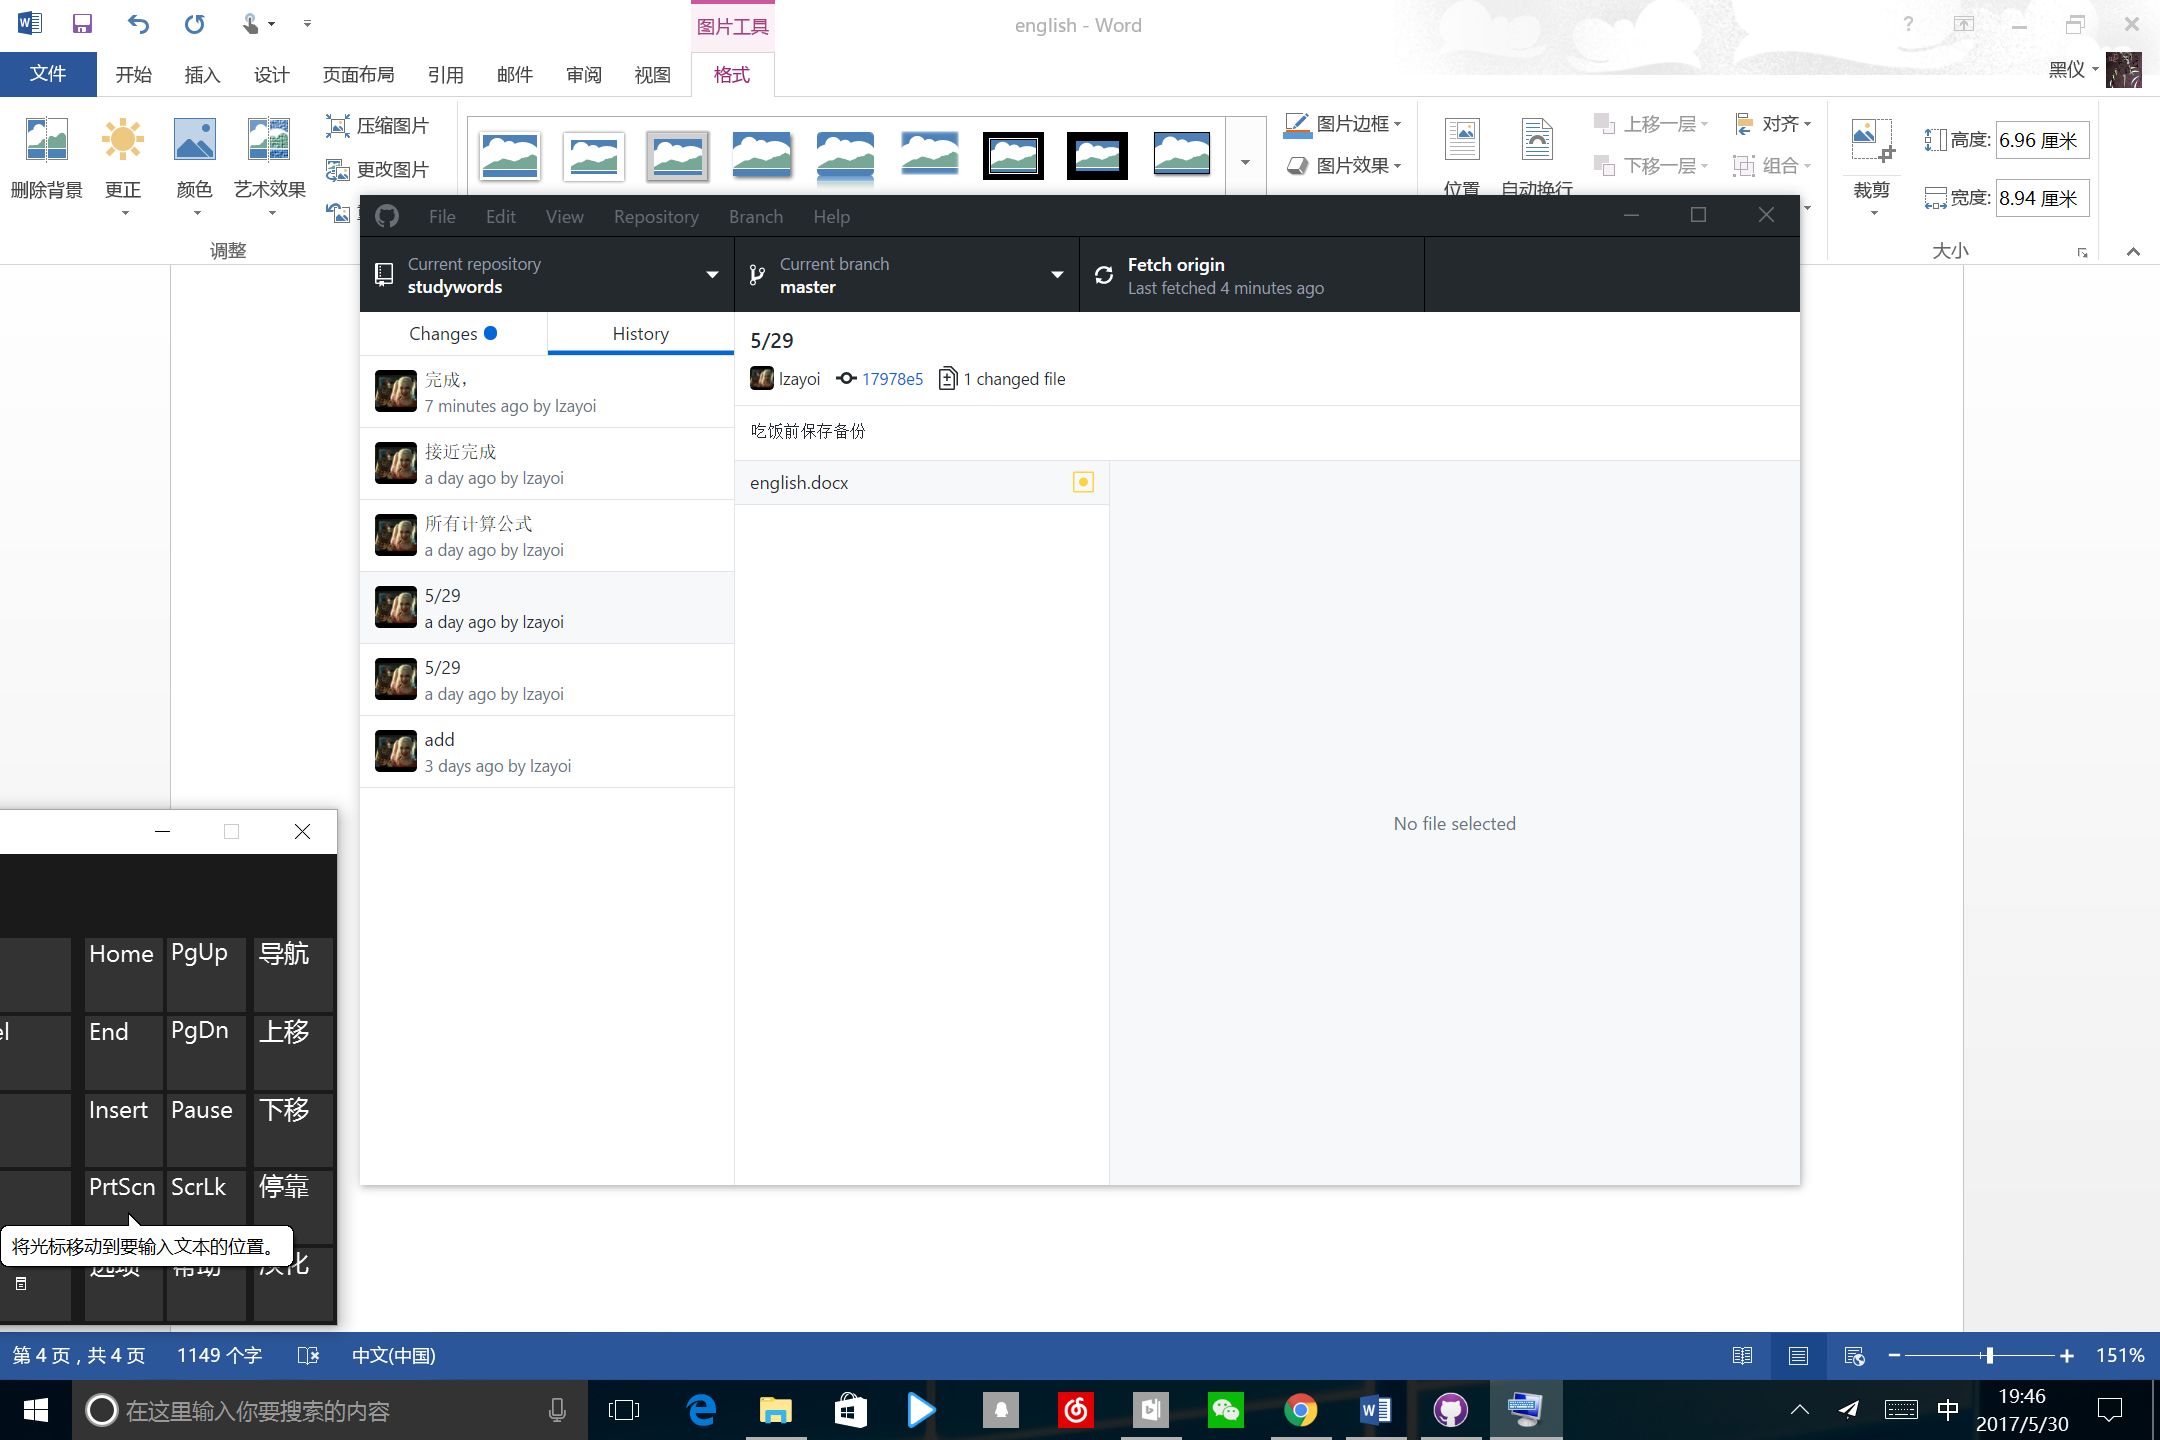 图片工具
english - Word
文件
开始
插入
设计
页面布局
引用
邮件
审阅
视图
格式
黑仪
删除背景
更正
颜色
艺术效果
压缩图片
更改图片
调整
图片边框
图片效果
位置
自动换行
上移一层
下移一层
对齐
组合
裁剪
高度: 6.96 厘米
宽度: 8.94 厘米
大小
File Edit View Repository Branch Help
Current repository
studywords
Current branch
master
Fetch origin
Last fetched 4 minutes ago
Changes
History
完成，
7 minutes ago by lzayoi
接近完成
a day ago by lzayoi
所有计算公式
a day ago by lzayoi
5/29
a day ago by lzayoi
5/29
a day ago by lzayoi
add
3 days ago by lzayoi
5/29
lzayoi 17978e5 1 changed file
吃饭前保存备份
english.docx
No file selected
Home PgUp 导航
End PgDn 上移
Insert Pause 下移
PrtScn ScrLk 停靠
将光标移动到要输入文本的位置。
选项 帮助 淡化
第 4 页，共 4 页
1149 个字
中文(中国)
151%
在这里输入你要搜索的内容
中
19:46
2017/5/30